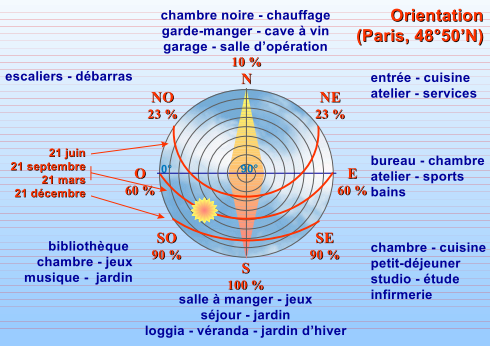 chambre noire - chauffage
garde-manger - cave à vin
garage - salle d'opération
Orientation
(Paris, 48°50'N)
10 %
N
escaliers - débarras
entrée - cuisine
atelier - services
NO
23 %
NE
23 %
21 juin
21 septembre
21 mars
21 décembre
O
60 %
0°
90°
E
60 %
bureau - chambre
atelier - sports
bains
SO
90 %
SE
90 %
bibliothèque
chambre - jeux
musique - jardin
chambre - cuisine
petit-déjeuner
studio - étude
infirmerie
S
100 %
salle à manger - jeux
séjour - jardin
loggia - véranda - jardin d'hiver